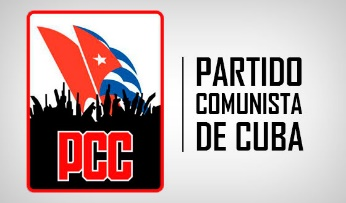 PCC
PARTIDO
COMUNISTA
DE CUBA